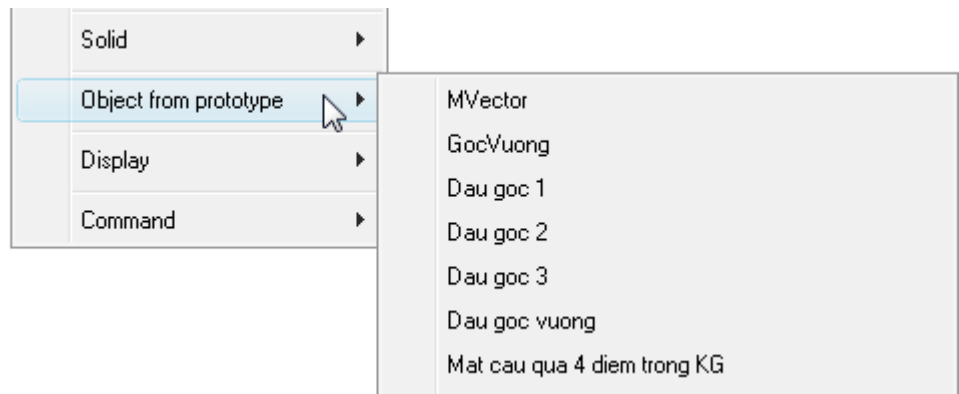 Solid
Object from prototype
Display
Command
MVector
GocVuong
Dau goc 1
Dau goc 2
Dau goc 3
Dau goc vuong
Mat cau qua 4 diem trong KG